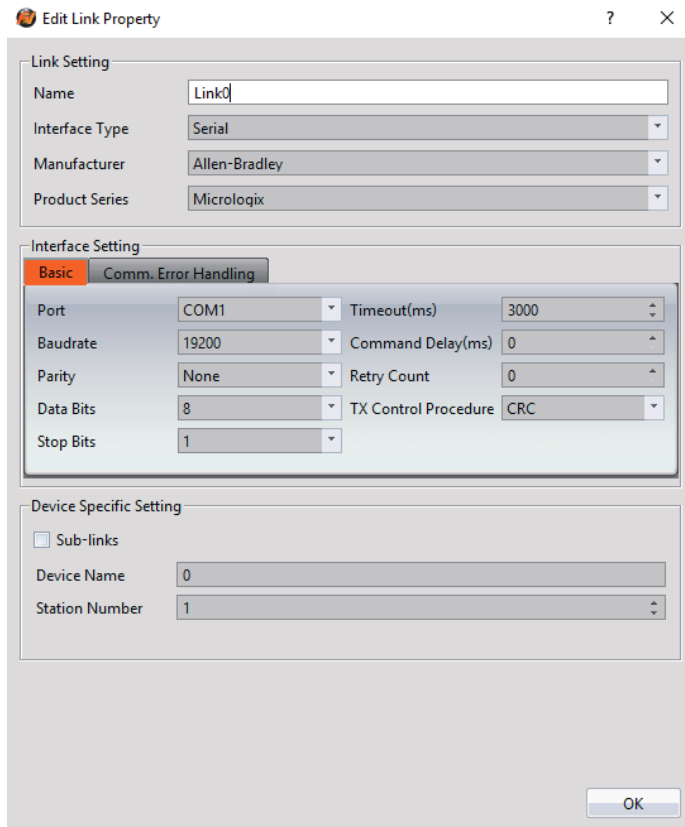 Edit Link Property ? ×
Link Setting
Name Link0
Interface Type Serial
Manufacturer Allen-Bradley
Product Series Micrologix
Interface Setting
Basic Comm. Error Handling
Port COM1 Timeout(ms) 3000
Baudrate 19200 Command Delay(ms) 0
Parity None Retry Count 0
Data Bits 8 TX Control Procedure CRC
Stop Bits 1
Device Specific Setting
Sub-links
Device Name 0
Station Number 1
OK